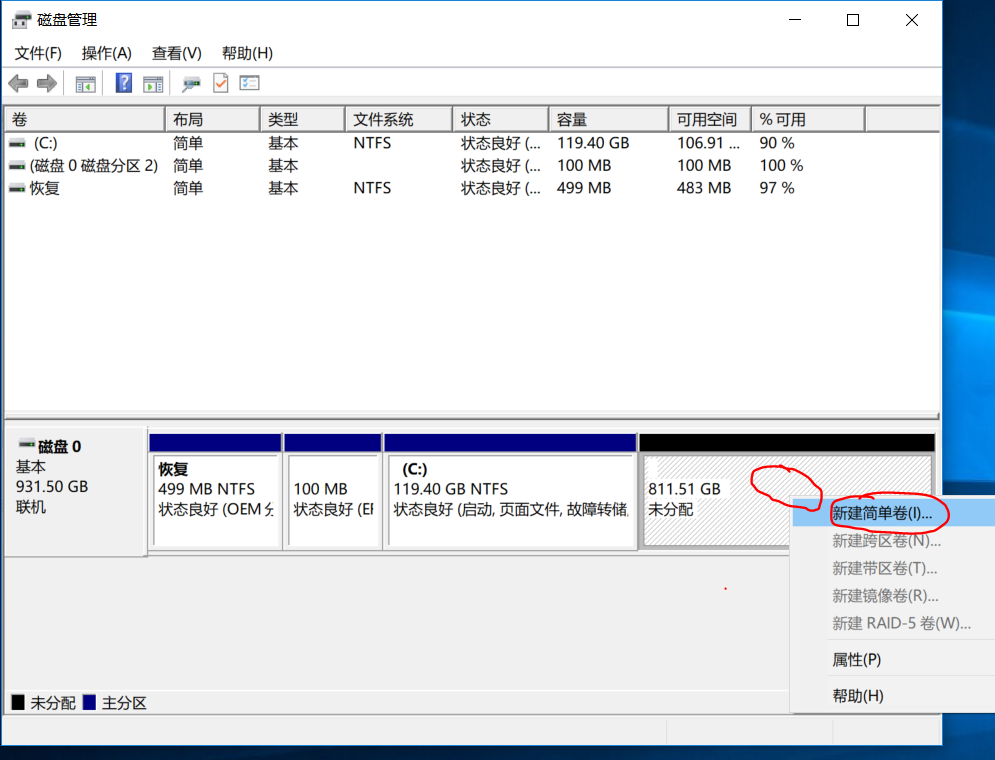 磁盘管理
文件(F) 操作(A) 查看(V) 帮助(H)
卷 布局 类型 文件系统 状态 容量 可用空间 % 可用
(C:) 简单 基本 NTFS 状态良好 (... 119.40 GB 106.91 ... 90 %
(磁盘 0 磁盘分区 2) 简单 基本 状态良好 (... 100 MB 100 MB 100 %
恢复 简单 基本 NTFS 状态良好 (... 499 MB 483 MB 97 %
磁盘 0
基本
931.50 GB
联机
恢复
499 MB NTFS
状态良好 (OEM 分
100 MB
状态良好 (EF
(C:)
119.40 GB NTFS
状态良好 (启动, 页面文件, 故障转储,
811.51 GB
未分配
新建简单卷(I)...
新建跨区卷(N)...
新建带区卷(T)...
新建镜像卷(R)...
新建 RAID-5 卷(W)...
属性(P)
帮助(H)
未分配 主分区